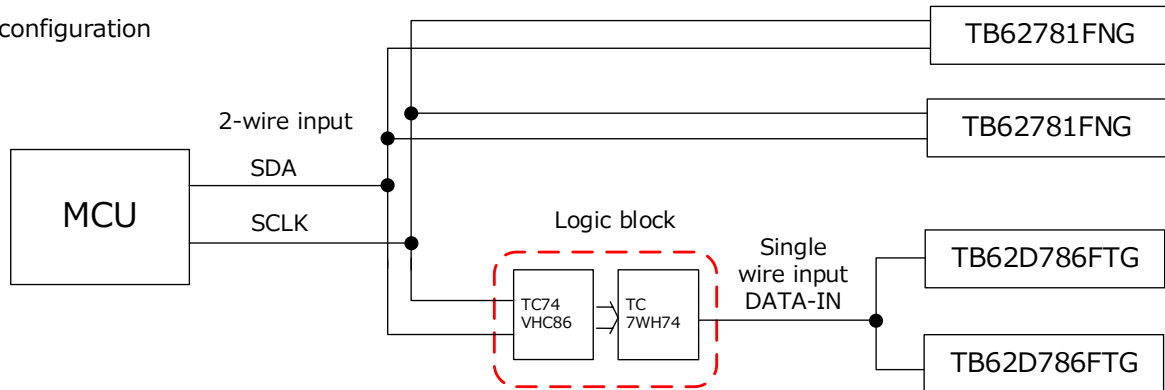 configuration
TB62781FNG
2-wire input
TB62781FNG
SDA
MCU
SCLK
Logic block
Single
wire input
DATA-IN
TB62D786FTG
TC74
VHC86
TC
7WH74
TB62D786FTG